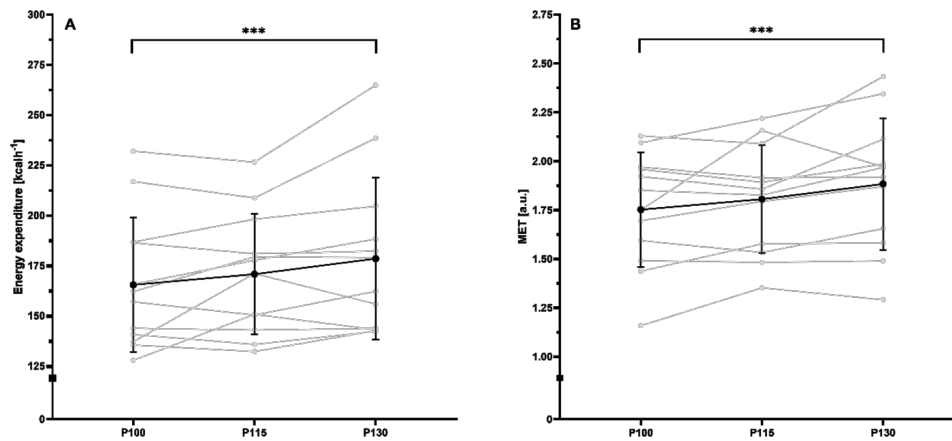 A
***
Energy expenditure [kcalh⁻¹]
300
275
250
225
200
175
150
125
0
P100
P115
P130
B
***
MET [a.u.]
2.75
2.50
2.25
2.00
1.75
1.50
1.25
1.00
0
P100
P115
P130